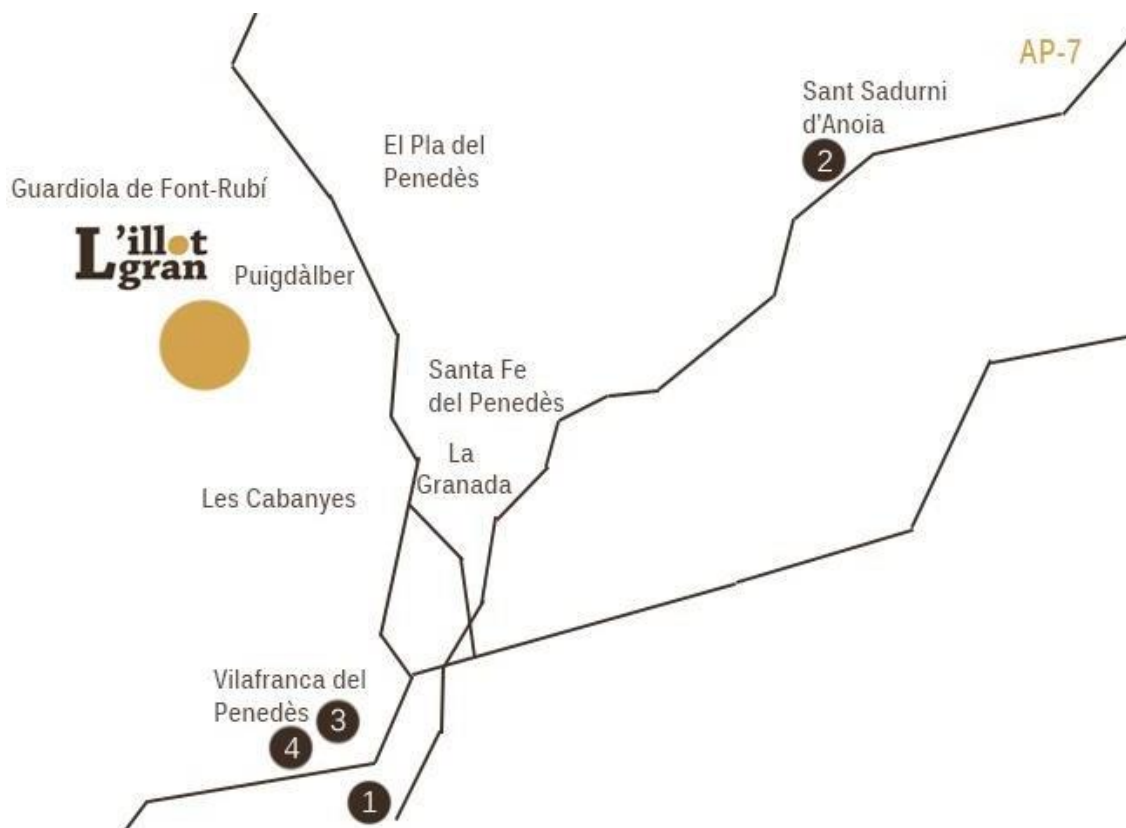 AP-7
Sant Sadurni
d'Anoia
2
El Pla del
Penedès
Guardiola de Font-Rubí
L'illot
gran
Puigdàlber
Santa Fe
del Penedès
La
Granada
Les Cabanyes
Vilafranca del
Penedès
3
4
1